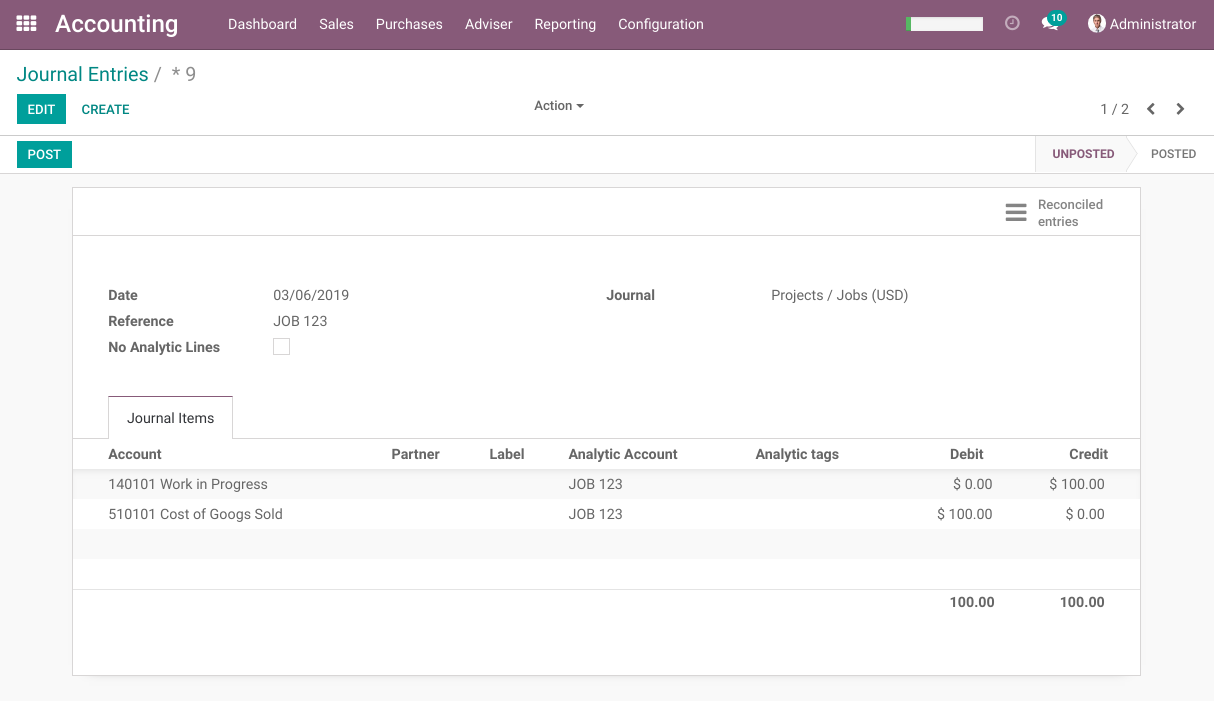 Accounting Dashboard Sales Purchases Adviser Reporting Configuration 10 Administrator
Journal Entries / * 9
EDIT CREATE Action 1 / 2
POST UNPOSTED POSTED
Reconciled
entries
Date 03/06/2019 Journal Projects / Jobs (USD)
Reference JOB 123
No Analytic Lines
Journal Items
Account Partner Label Analytic Account Analytic tags Debit Credit
140101 Work in Progress JOB 123 $ 0.00 $ 100.00
510101 Cost of Googs Sold JOB 123 $ 100.00 $ 0.00
100.00 100.00